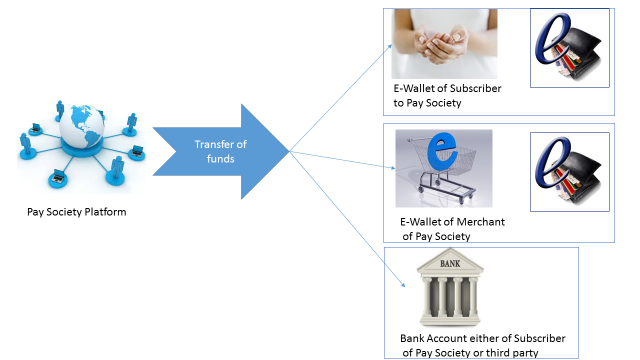 Pay Society Platform
Transfer of
funds
E-Wallet of Subscriber
to Pay Society
e
e
E-Wallet of Merchant
of Pay Society
e
BANK
Bank Account either of Subscriber
of Pay Society or third party